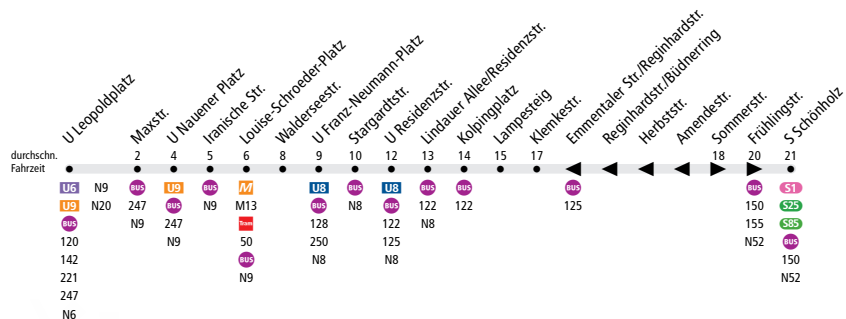 U Leopoldplatz
Maxstr.
U Nauener Platz
Iranische Str.
Louise-Schroeder-Platz
Walderseestr.
U Franz-Neumann-Platz
Stargardtstr.
U Residenzstr.
Lindauer Allee/Residenzstr.
Kolpingplatz
Lampesteig
Klemkestr.
Emmentaler Str./Reginhardstr.
Reginhardstr./Büdnerring
Herbststr.
Amendestr.
Sommerstr.
Frühlingstr.
S Schönholz
durchschn. 2 4 5 6 8 9 10 12 13 14 15 17 18 20 21
Fahrzeit
U6 N9 BUS U9 BUS M U8 BUS U8 BUS BUS BUS BUS S1
U9 N20 247 BUS N9 M13 BUS N8 BUS 122 122 125 150 S25
BUS N9 247 Tram 128 122 N8 155 S85
120 N9 50 250 125 N52 BUS
142 BUS N8 N8 150
221 N9 N52
247
N6